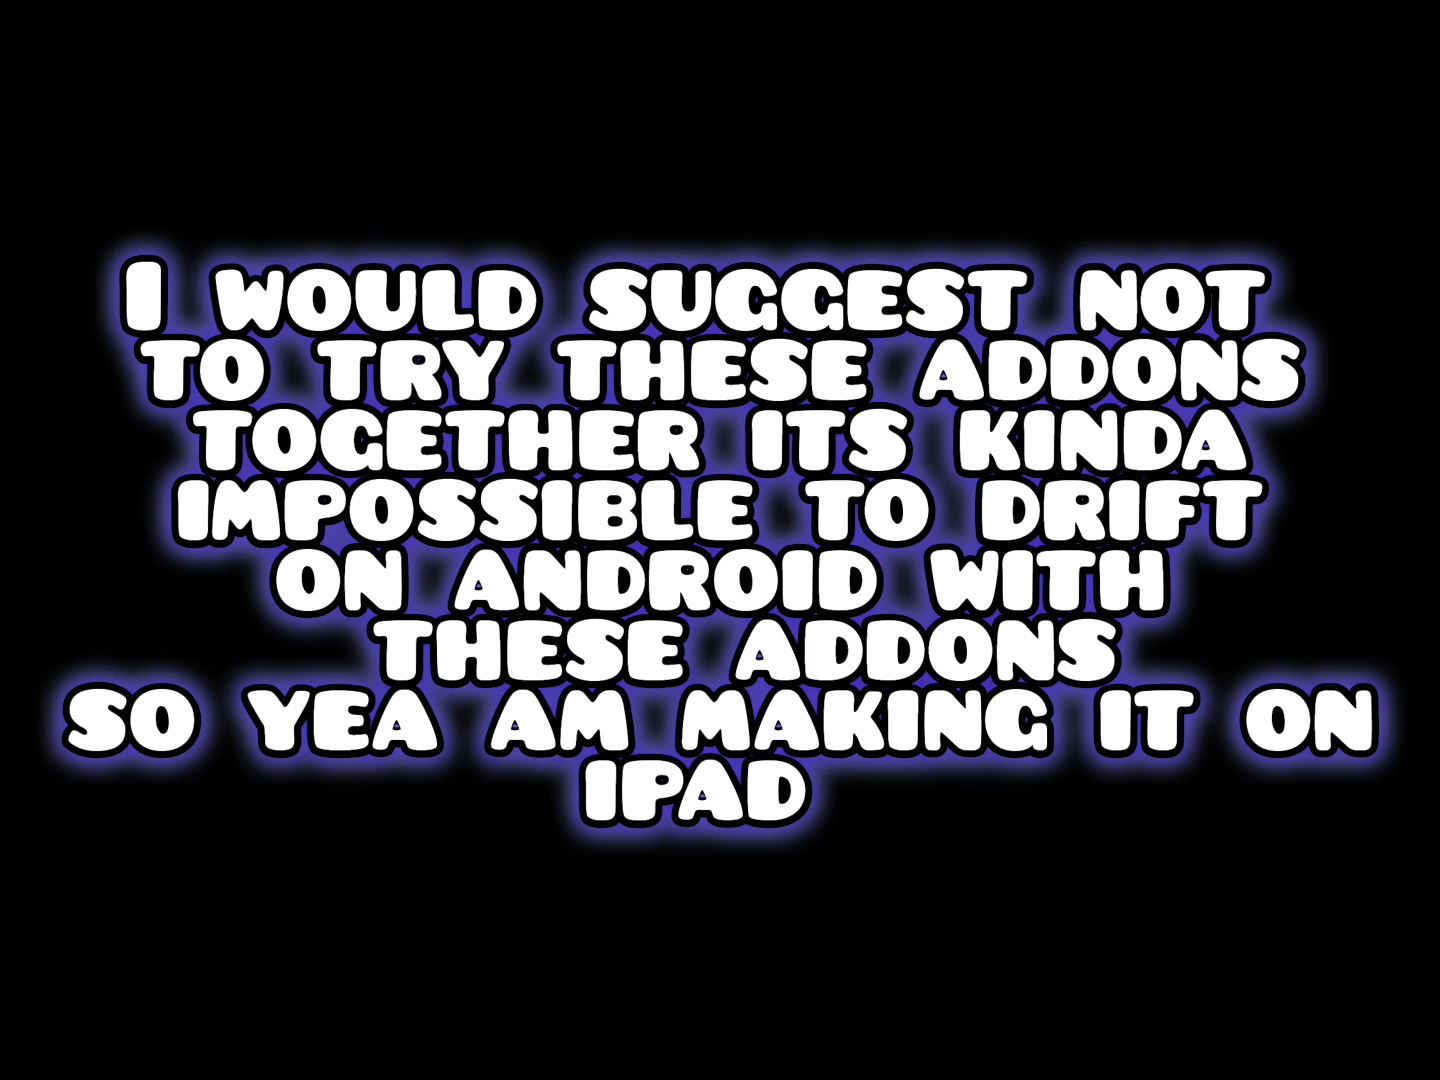 I WOULD SUGGEST NOT
TO TRY THESE ADDONS
TOGETHER ITS KINDA
IMPOSSIBLE TO DRIFT
ON ANDROID WITH
THESE ADDONS
SO YEA AM MAKING IT ON
IPAD